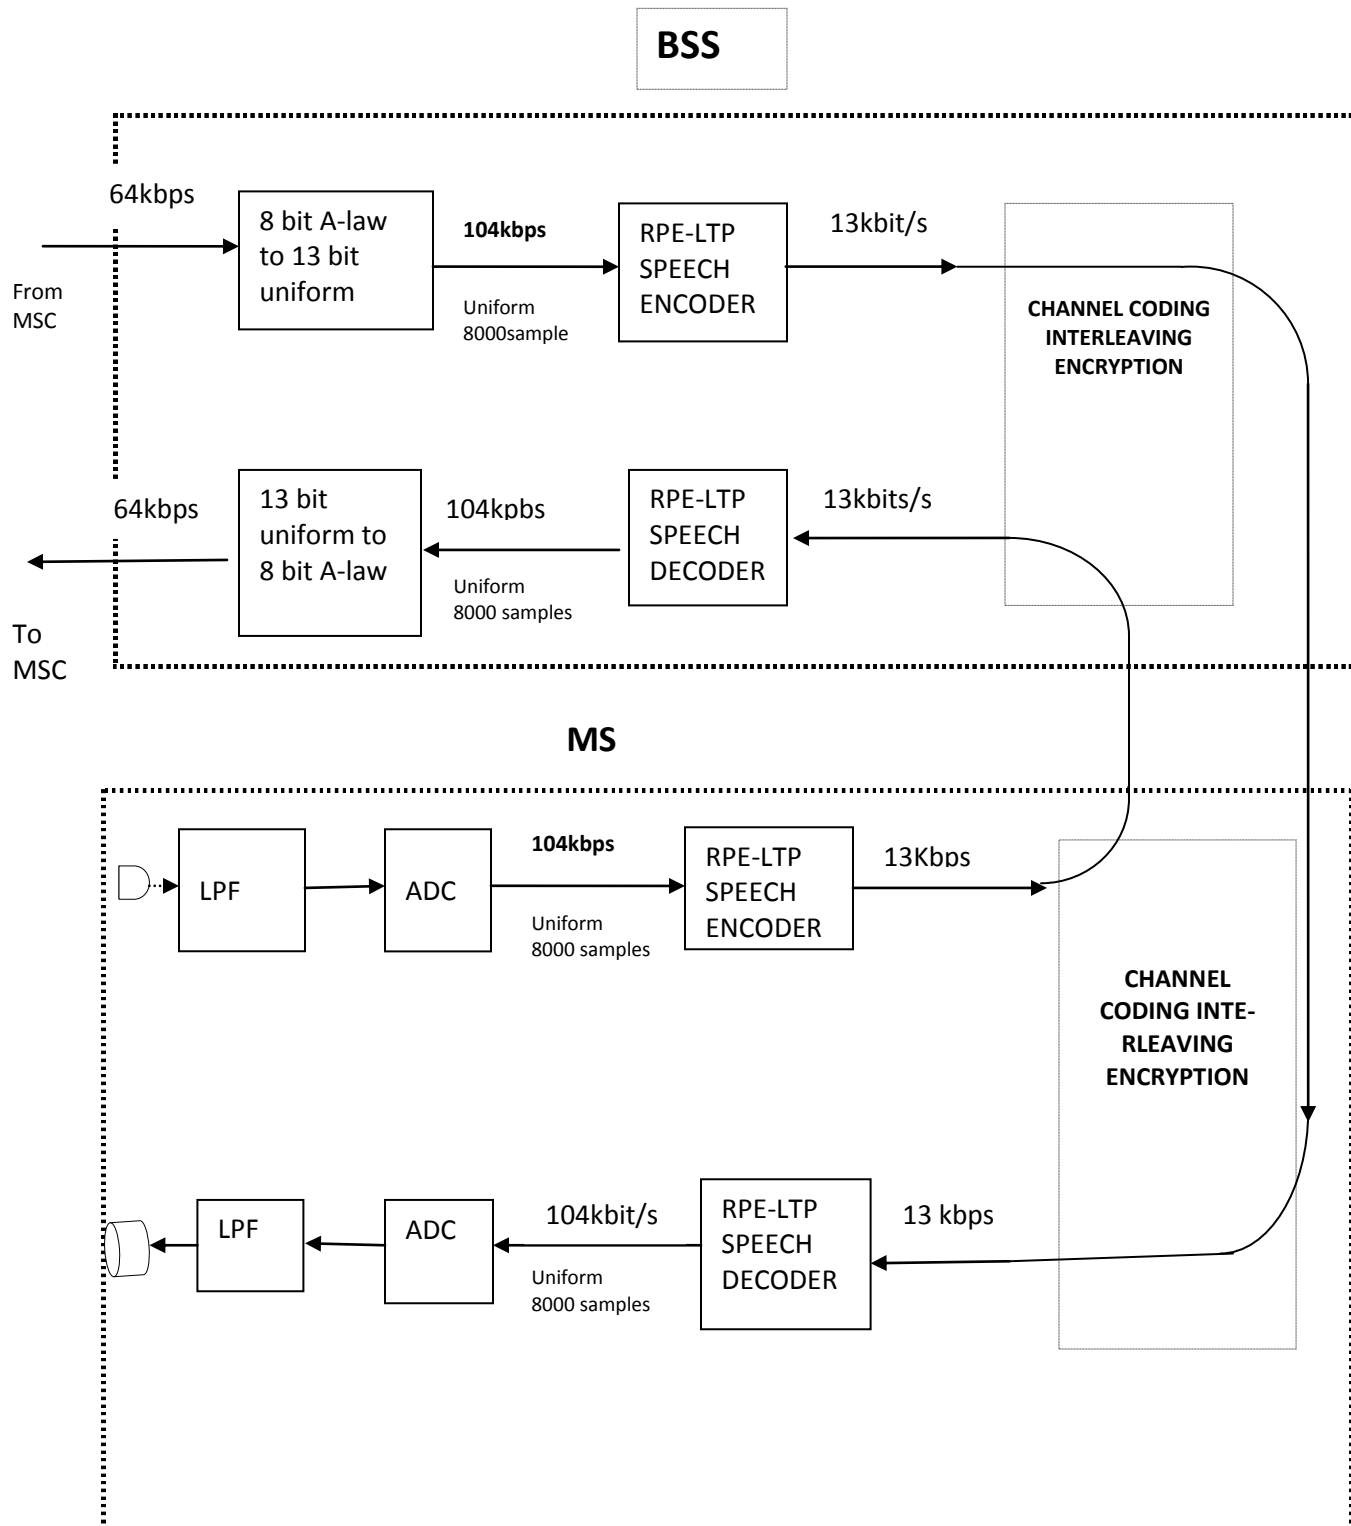 BSS
64kbps
From
MSC
8 bit A-law
to 13 bit
uniform
104kbps
Uniform
8000sample
RPE-LTP
SPEECH
ENCODER
13kbit/s
CHANNEL CODING
INTERLEAVING
ENCRYPTION
64kbps
To
MSC
13 bit
uniform to
8 bit A-law
104kpbs
Uniform
8000 samples
RPE-LTP
SPEECH
DECODER
13kbits/s
MS
LPF
ADC
104kbps
Uniform
8000 samples
RPE-LTP
SPEECH
ENCODER
13Kbps
CHANNEL
CODING INTE-
RLEAVING
ENCRYPTION
LPF
ADC
104kbit/s
Uniform
8000 samples
RPE-LTP
SPEECH
DECODER
13 kbps